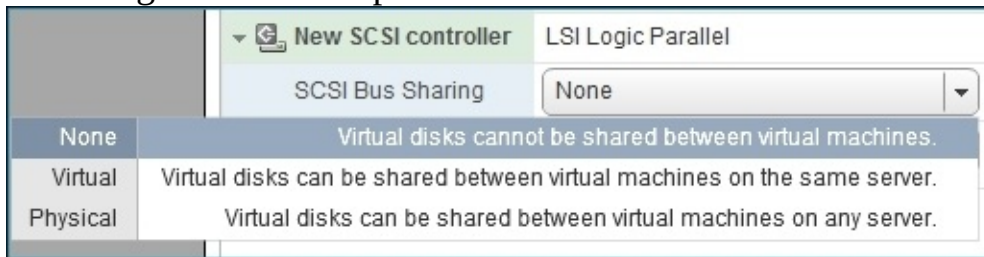 New SCSI controller LSI Logic Parallel
SCSI Bus Sharing None
None Virtual disks cannot be shared between virtual machines.
Virtual Virtual disks can be shared between virtual machines on the same server.
Physical Virtual disks can be shared between virtual machines on any server.